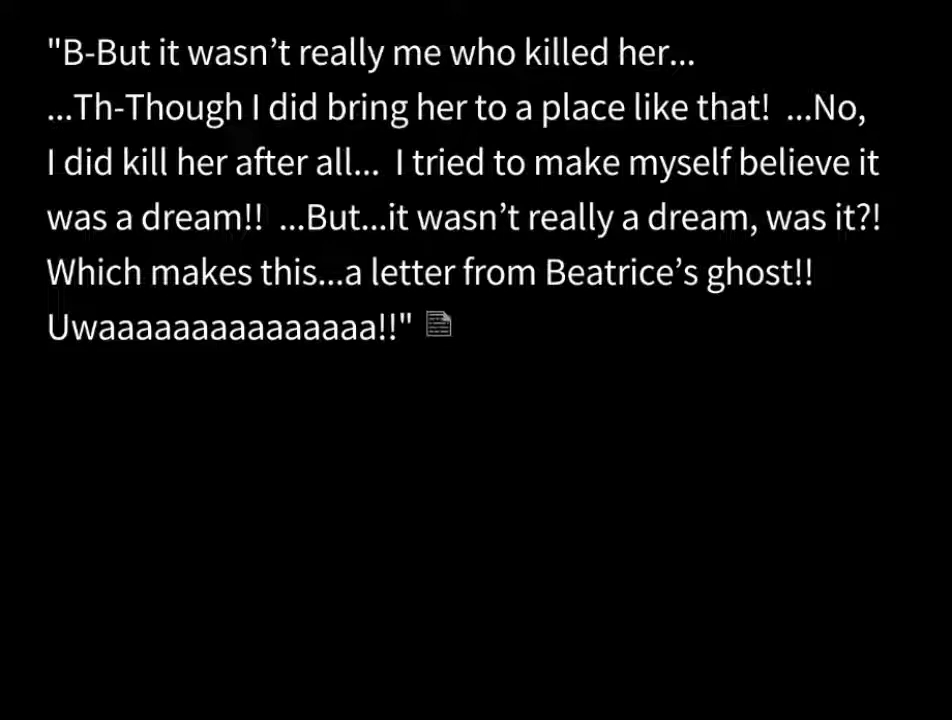 "B-But it wasn’t really me who killed her...
...Th-Though I did bring her to a place like that!  ...No,
I did kill her after all...  I tried to make myself believe it
was a dream!!  ...But...it wasn’t really a dream, was it?!
Which makes this...a letter from Beatrice’s ghost!!
Uwaaaaaaaaaaaaaaa!!"